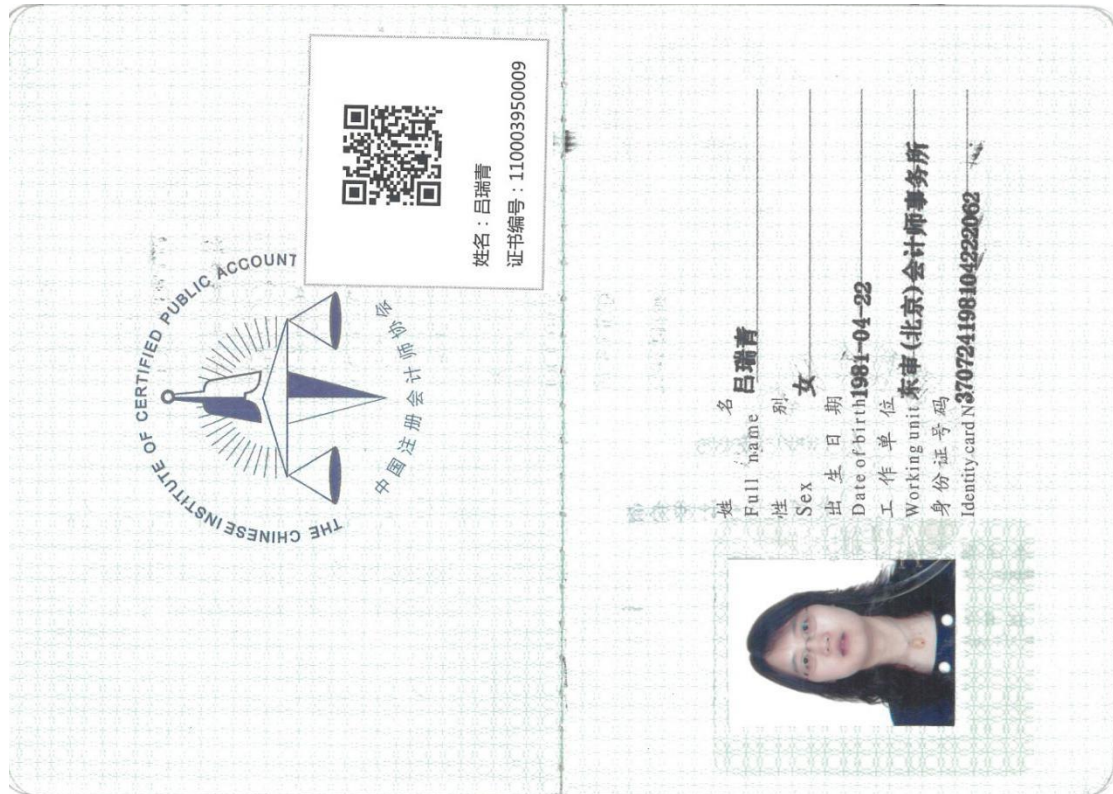 THE CHINESE INSTITUTE OF CERTIFIED PUBLIC ACCOUNT
中国注册会计师协会
姓名：吕瑞青
证书编号：110003950009
姓 名 吕瑞青
Full name
性 别 女
Sex
出 生 日 期 1981-04-22
Date of birth
工 作 单 位 东审(北京)会计师事务所
Working unit
身 份 证 号 码 370724198104222062
Identity card N